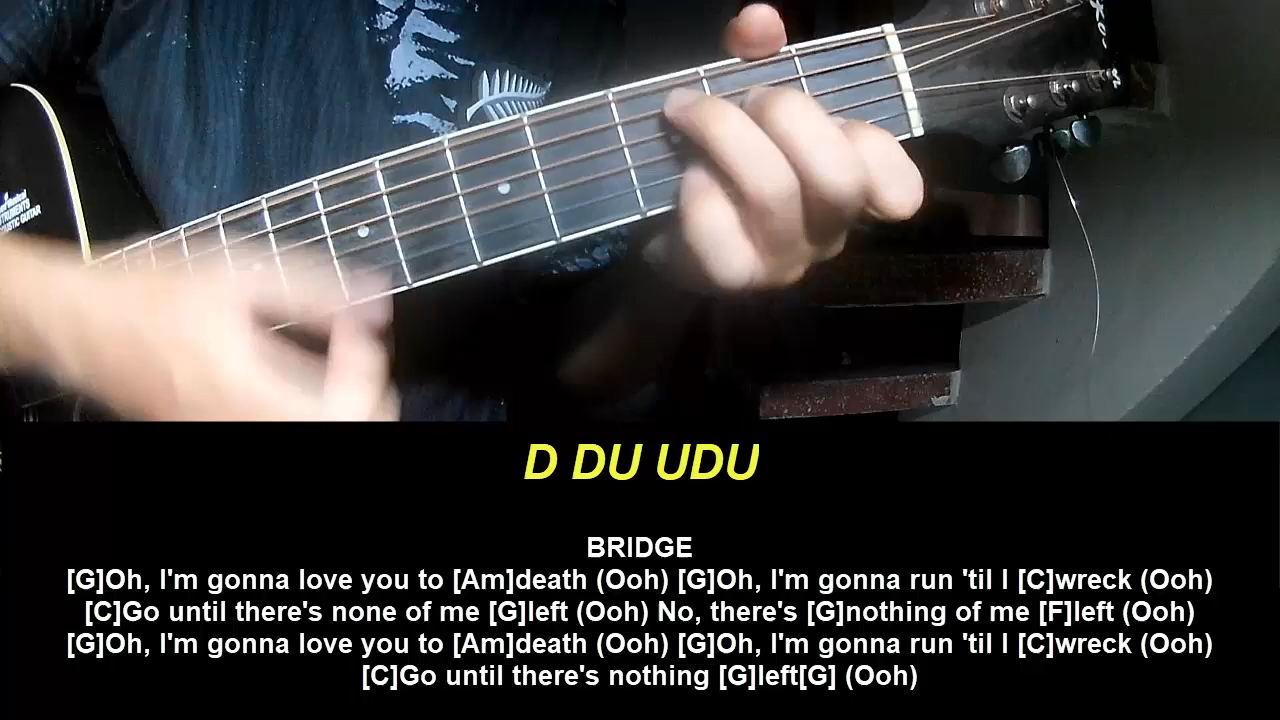 D DU UDU
BRIDGE
[G]Oh, I'm gonna love you to [Am]death (Ooh) [G]Oh, I'm gonna run 'til I [C]wreck (Ooh)
[C]Go until there's none of me [G]left (Ooh) No, there's [G]nothing of me [F]left (Ooh)
[G]Oh, I'm gonna love you to [Am]death (Ooh) [G]Oh, I'm gonna run 'til I [C]wreck (Ooh)
[C]Go until there's nothing [G]left[G] (Ooh)